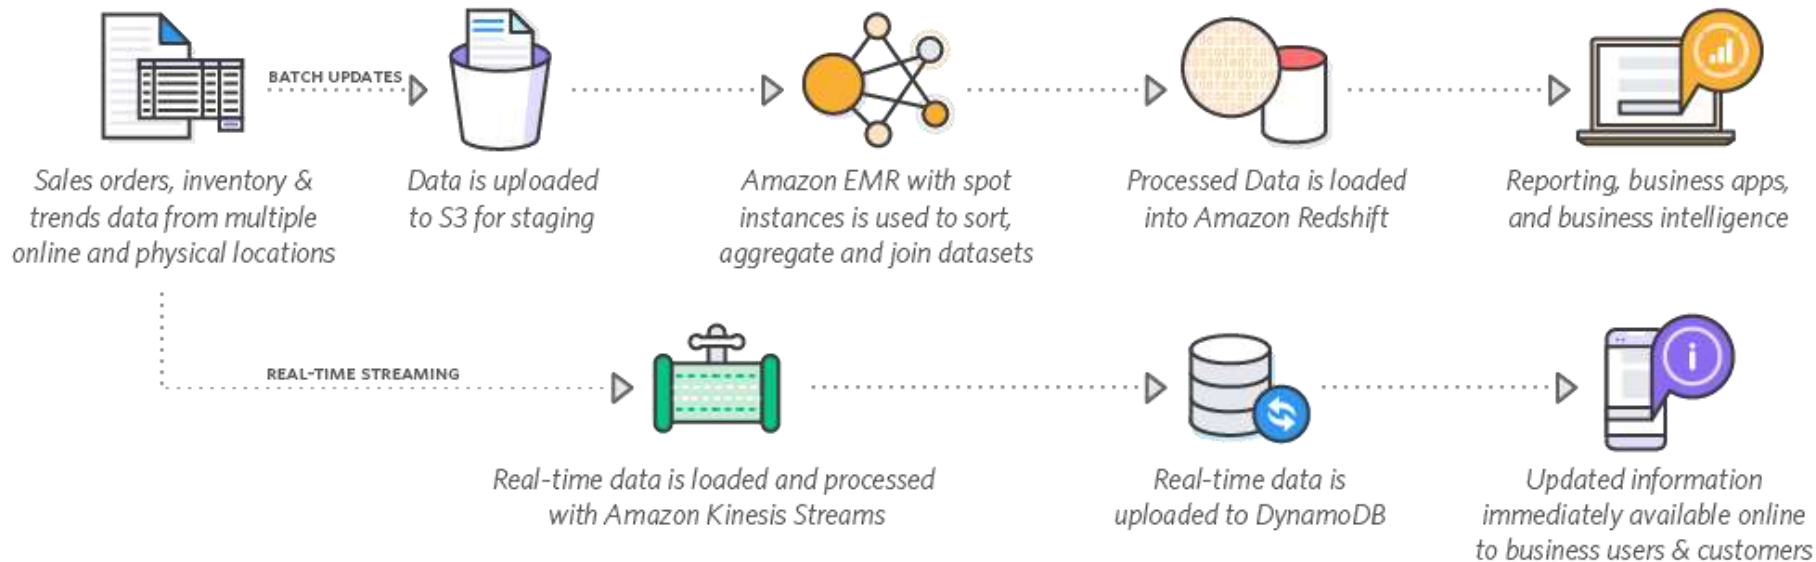 BATCH UPDATES
Sales orders, inventory &
trends data from multiple
online and physical locations
Data is uploaded
to S3 for staging
Amazon EMR with spot
instances is used to sort,
aggregate and join datasets
Processed Data is loaded
into Amazon Redshift
Reporting, business apps,
and business intelligence
REAL-TIME STREAMING
Real-time data is loaded and processed
with Amazon Kinesis Streams
Real-time data is
uploaded to DynamoDB
i
Updated information
immediately available online
to business users & customers